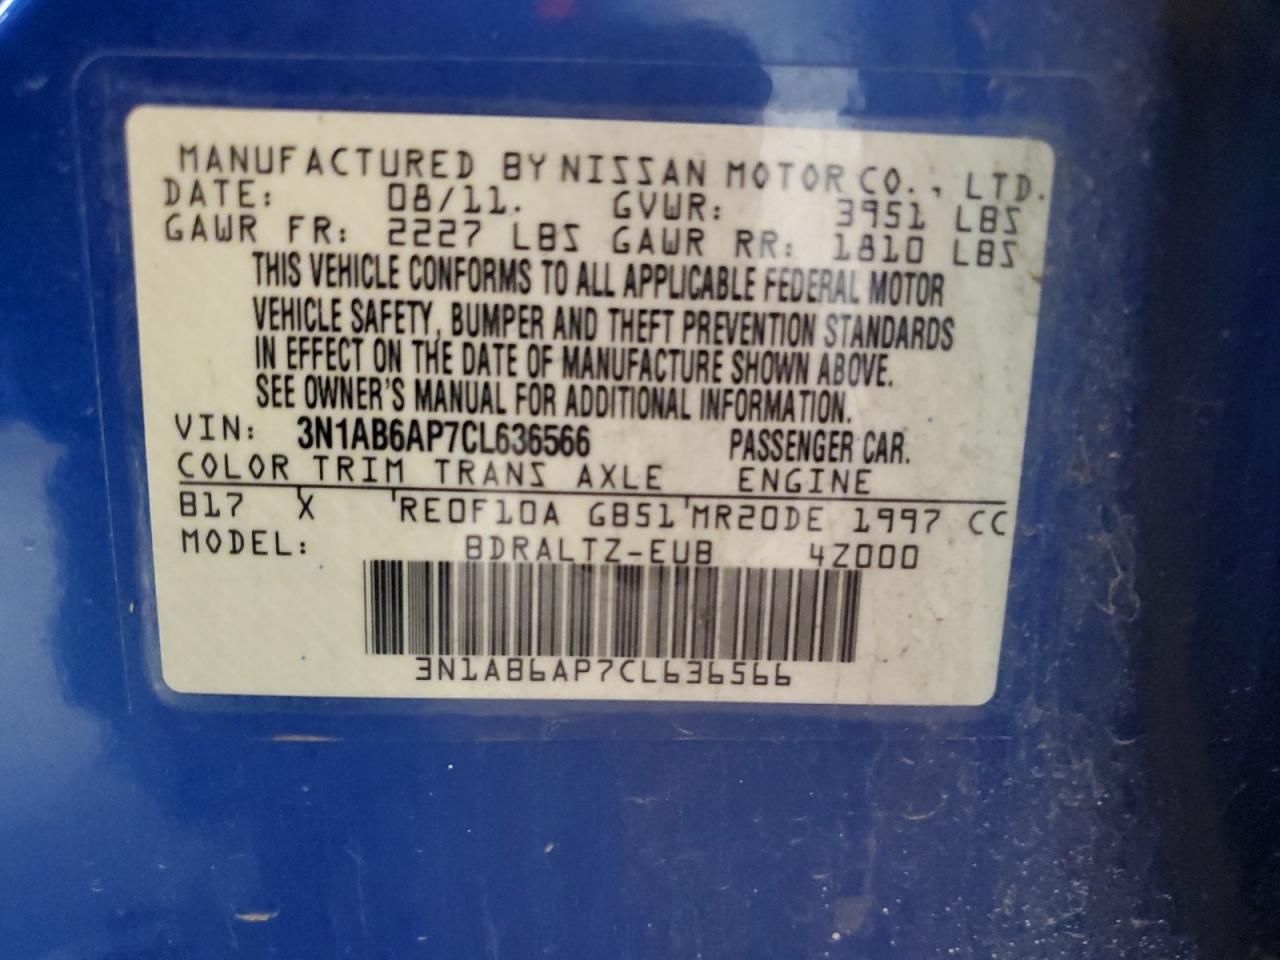 MANUFACTURED BY NISSAN MOTOR CO., LTD.
DATE: 08/11. GVWR: 3951 LBS
GAWR FR: 2227 LBS GAWR RR: 1810 LBS
THIS VEHICLE CONFORMS TO ALL APPLICABLE FEDERAL MOTOR
VEHICLE SAFETY, BUMPER AND THEFT PREVENTION STANDARDS
IN EFFECT ON THE DATE OF MANUFACTURE SHOWN ABOVE.
SEE OWNER'S MANUAL FOR ADDITIONAL INFORMATION.
VIN: 3N1AB6AP7CL636566 PASSENGER CAR.
COLOR TRIM TRANS AXLE ENGINE
B17 X RE0F10A GB51 MR20DE 1997 CC
MODEL: BDRALTZ-EUB 4Z000
3N1AB6AP7CL636566